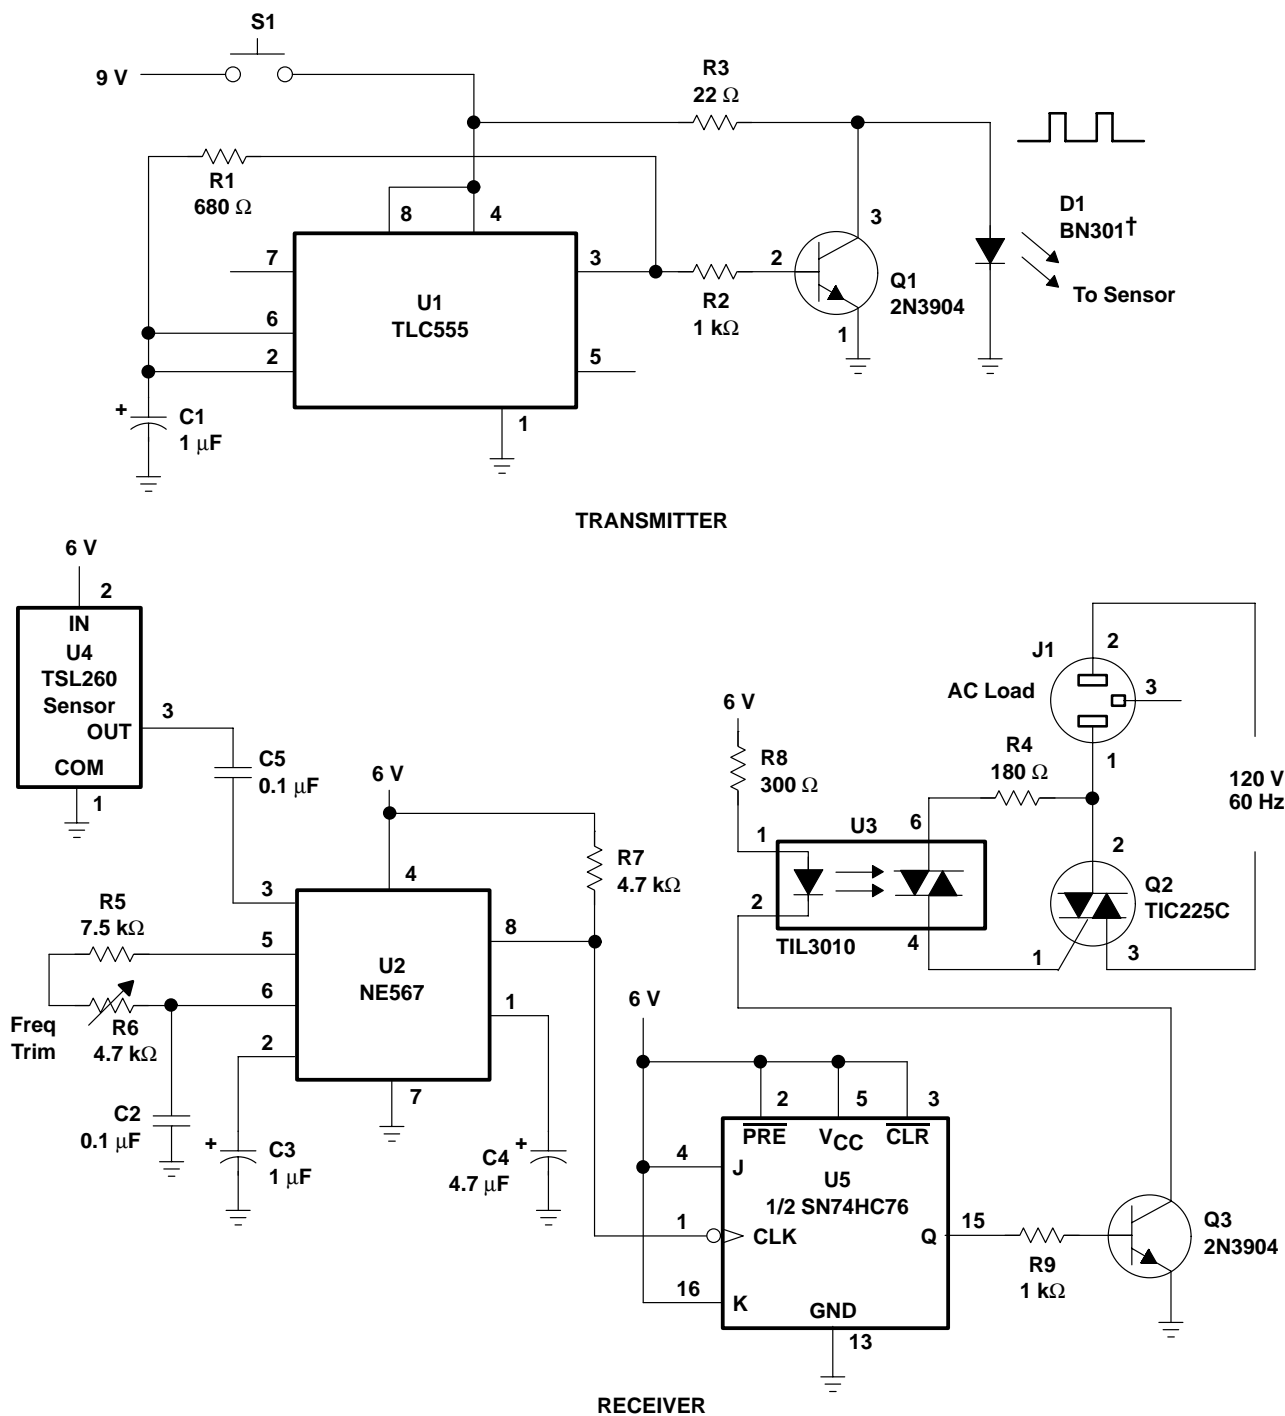 S1
9 V
R3
22 Ω
R1
680 Ω
8
4
7
3
6
2
5
1
U1
TLC555
R2
1 kΩ
2
3
1
Q1
2N3904
D1
BN301†
To Sensor
+
C1
1 µF
TRANSMITTER
6 V
2
IN
U4
TSL260
Sensor
OUT
3
COM
1
C5
0.1 µF
6 V
R7
4.7 kΩ
R5
7.5 kΩ
Freq
Trim
R6
4.7 kΩ
3
4
5
6
2
8
1
7
U2
NE567
C2
0.1 µF
+
C3
1 µF
C4
4.7 µF
+
6 V
R8
300 Ω
U3
1
2
6
4
TIL3010
R4
180 Ω
J1
AC Load
2
3
1
120 V
60 Hz
2
Q2
TIC225C
1
3
6 V
2
5
3
PRE
VCC
CLR
4
J
U5
1/2 SN74HC76
1
CLK
Q
15
16
K
GND
13
R9
1 kΩ
Q3
2N3904
RECEIVER